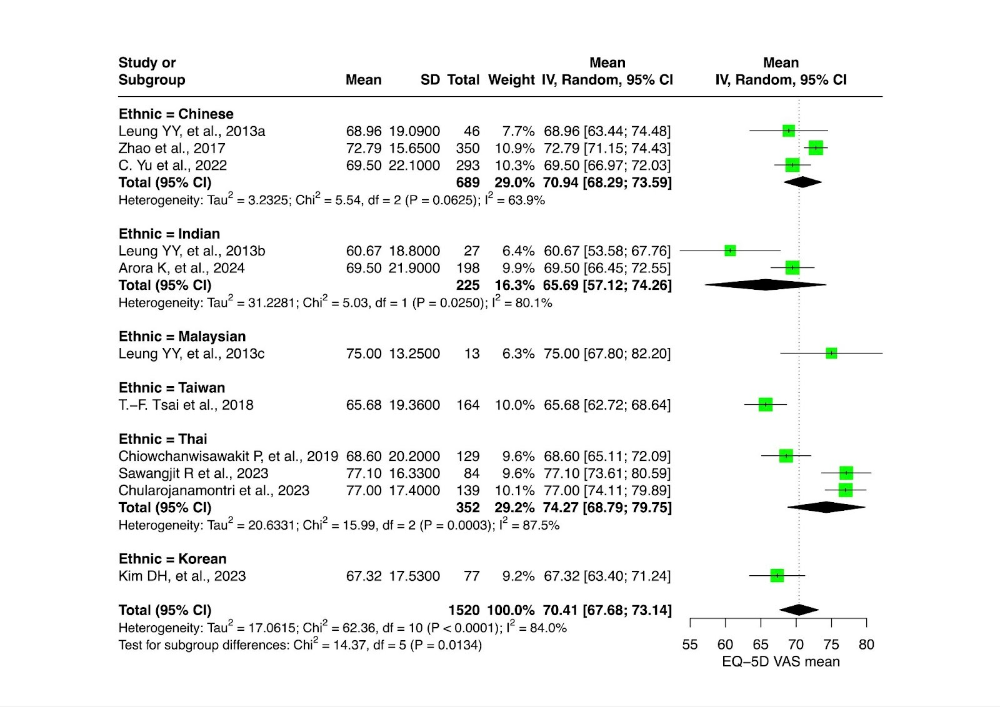 Study or Mean Mean
Subgroup Mean SD Total Weight IV, Random, 95% CI IV, Random, 95% CI
Ethnic = Chinese
Leung YY, et al., 2013a 68.96 19.0900 46 7.7% 68.96 [63.44; 74.48]
Zhao et al., 2017 72.79 15.6500 350 10.9% 72.79 [71.15; 74.43]
C. Yu et al., 2022 69.50 22.1000 293 10.3% 69.50 [66.97; 72.03]
Total (95% CI) 689 29.0% 70.94 [68.29; 73.59]
Heterogeneity: Tau² = 3.2325; Chi² = 5.54, df = 2 (P = 0.0625); I² = 63.9%
Ethnic = Indian
Leung YY, et al., 2013b 60.67 18.8000 27 6.4% 60.67 [53.58; 67.76]
Arora K, et al., 2024 69.50 21.9000 198 9.9% 69.50 [66.45; 72.55]
Total (95% CI) 225 16.3% 65.69 [57.12; 74.26]
Heterogeneity: Tau² = 31.2281; Chi² = 5.03, df = 1 (P = 0.0250); I² = 80.1%
Ethnic = Malaysian
Leung YY, et al., 2013c 75.00 13.2500 13 6.3% 75.00 [67.80; 82.20]
Ethnic = Taiwan
T.−F. Tsai et al., 2018 65.68 19.3600 164 10.0% 65.68 [62.72; 68.64]
Ethnic = Thai
Chiowchanwisawakit P, et al., 2019 68.60 20.2000 129 9.6% 68.60 [65.11; 72.09]
Sawangjit R et al., 2023 77.10 16.3300 84 9.6% 77.10 [73.61; 80.59]
Chularojanamontri et al., 2023 77.00 17.4000 139 10.1% 77.00 [74.11; 79.89]
Total (95% CI) 352 29.2% 74.27 [68.79; 79.75]
Heterogeneity: Tau² = 20.6331; Chi² = 15.99, df = 2 (P = 0.0003); I² = 87.5%
Ethnic = Korean
Kim DH, et al., 2023 67.32 17.5300 77 9.2% 67.32 [63.40; 71.24]
Total (95% CI) 1520 100.0% 70.41 [67.68; 73.14]
Heterogeneity: Tau² = 17.0615; Chi² = 62.36, df = 10 (P < 0.0001); I² = 84.0%
Test for subgroup differences: Chi² = 14.37, df = 5 (P = 0.0134)
55 60 65 70 75 80
EQ−5D VAS mean